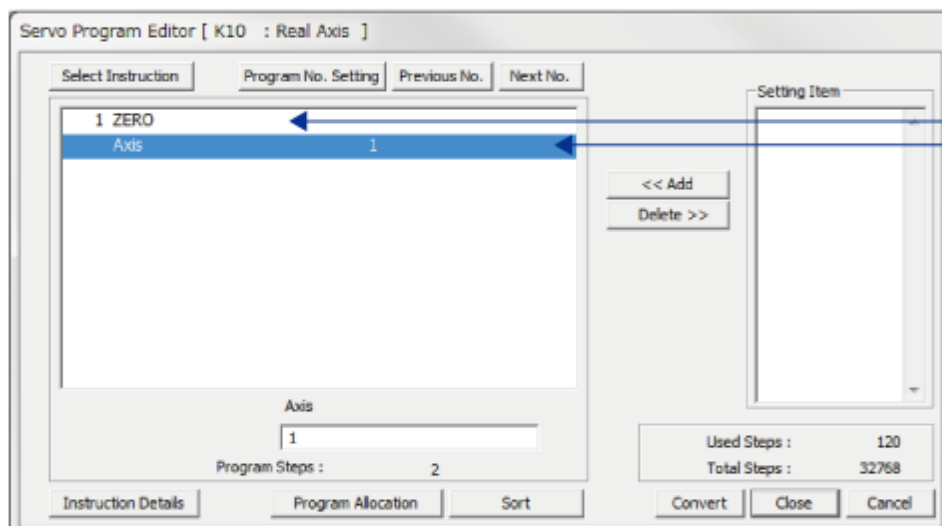 Servo Program Editor [ K10 : Real Axis ]
Select Instruction Program No. Setting Previous No. Next No.
Setting Item
1 ZERO
Axis 1
<< Add
Delete >>
Axis
1
Program Steps : 2
Used Steps : 120
Total Steps : 32768
Instruction Details Program Allocation Sort Convert Close Cancel